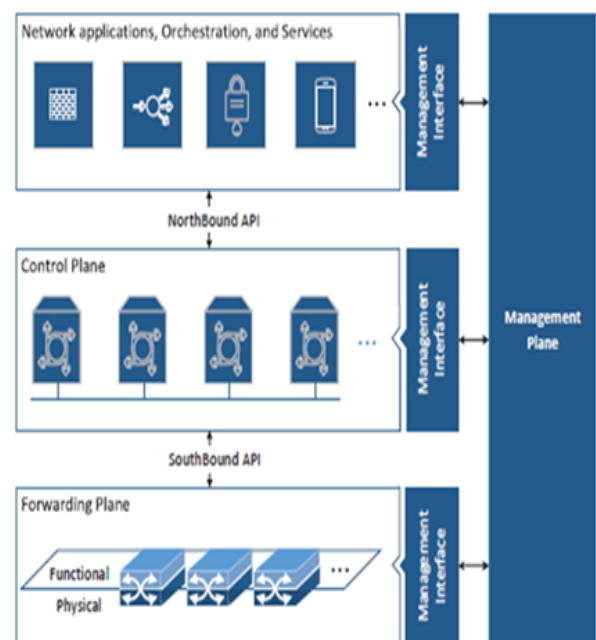 Network applications, Orchestration, and Services
...
Management
Interface
NorthBound API
Control Plane
...
Management
Interface
Management
Plane
SouthBound API
Forwarding Plane
Functional
...
Physical
Management
Interface